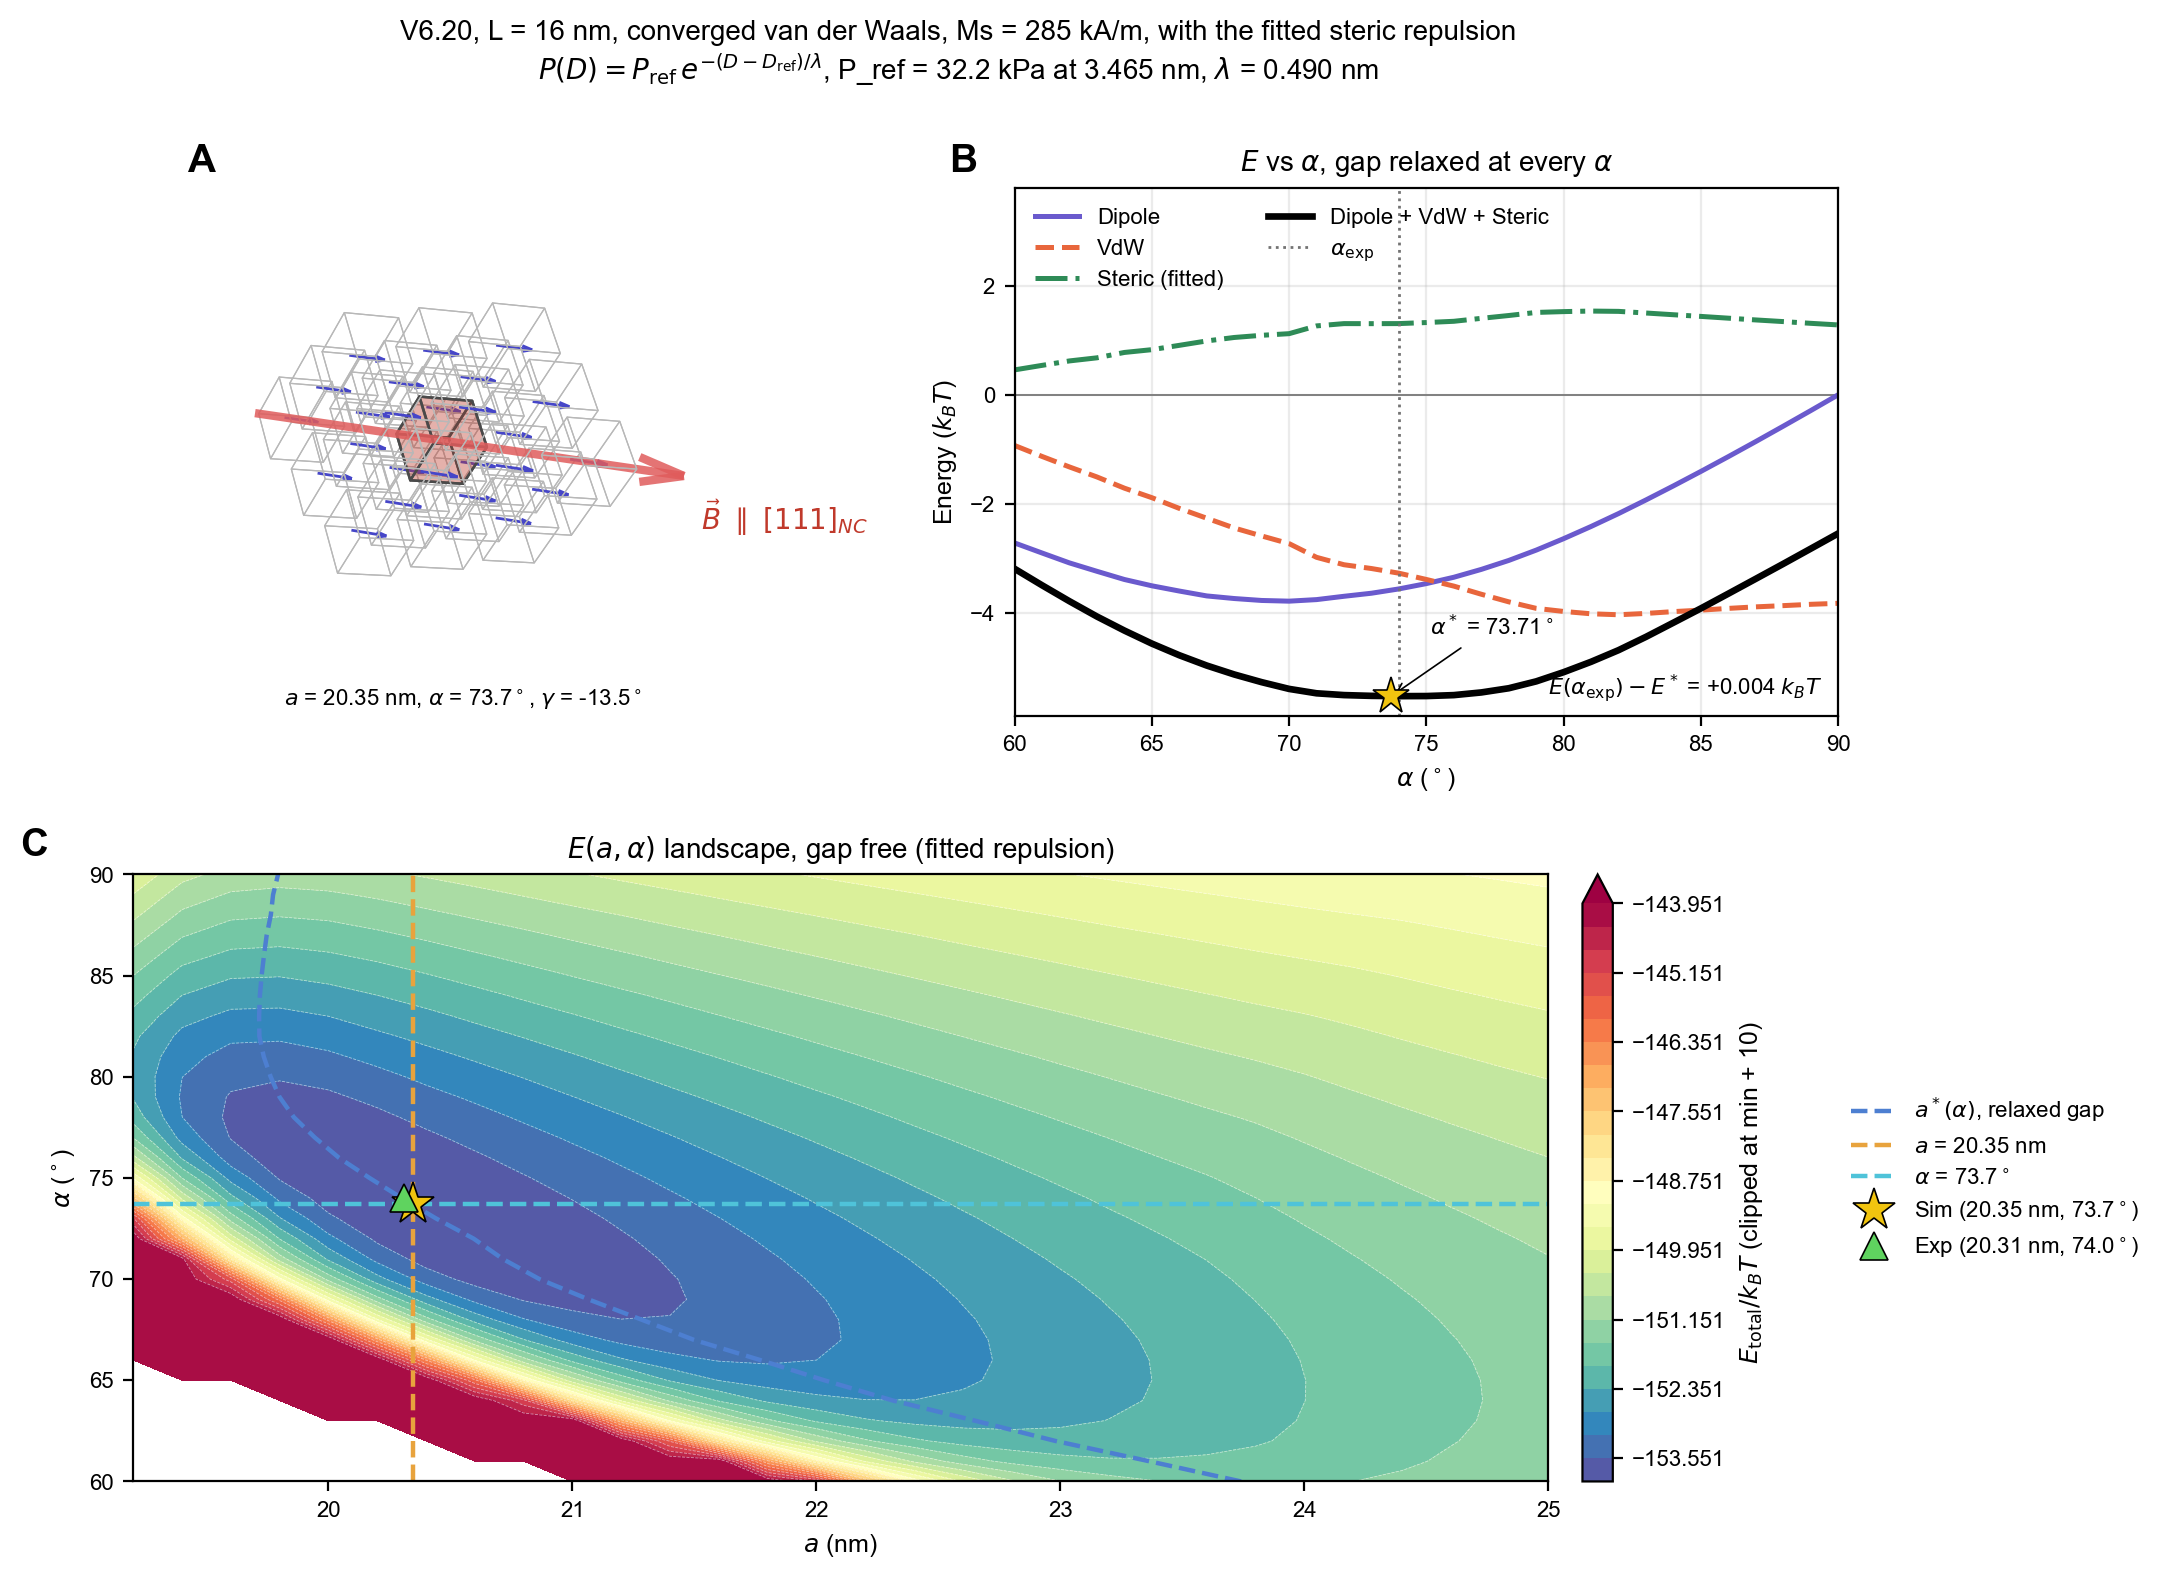 V6.20, L = 16 nm, converged van der Waals, Ms = 285 kA/m, with the fitted steric repulsion
P(D) = P_ref e^{−(D − D_ref)/λ}, P_ref = 32.2 kPa at 3.465 nm, λ = 0.490 nm
A
B⃗ ∥ [111]_NC
a = 20.35 nm, α = 73.7°, γ = -13.5°
B
E vs α, gap relaxed at every α
Dipole
VdW
Steric (fitted)
Dipole + VdW + Steric
α_exp
Energy (k_BT)
2
0
−2
−4
α* = 73.71°
E(α_exp) − E* = +0.004 k_BT
60 65 70 75 80 85 90
α (°)
C
E(a, α) landscape, gap free (fitted repulsion)
α (°)
90
85
80
75
70
65
60
20 21 22 23 24 25
a (nm)
−143.951
−145.151
−146.351
−147.551
−148.751
−149.951
−151.151
−152.351
−153.551
E_total/k_BT (clipped at min + 10)
a*(α), relaxed gap
a = 20.35 nm
α = 73.7°
Sim (20.35 nm, 73.7°)
Exp (20.31 nm, 74.0°)